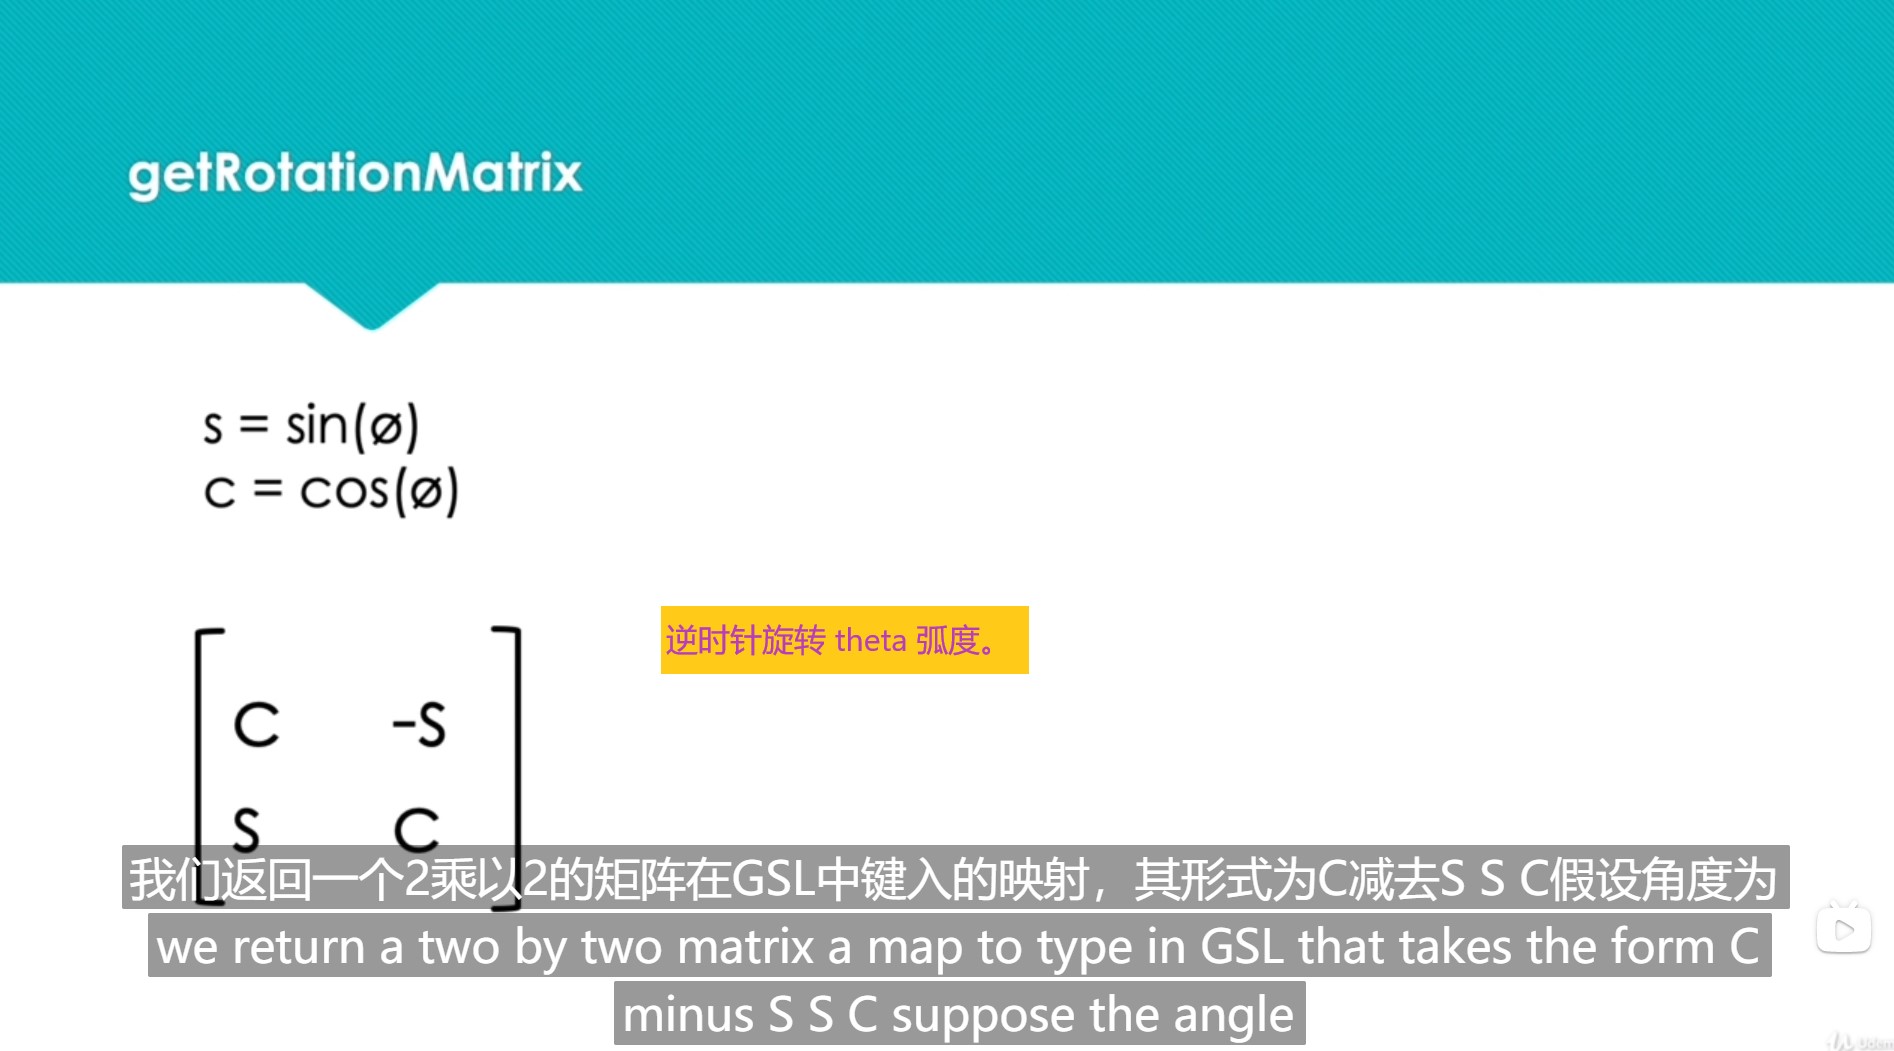 getRotationMatrix
s = sin(ø)
c = cos(ø)
逆时针旋转 theta 弧度。
C -S
S C
我们返回一个2乘以2的矩阵在GSL中键入的映射，其形式为C减去S S C假设角度为
we return a two by two matrix a map to type in GSL that takes the form C
minus S S C suppose the angle